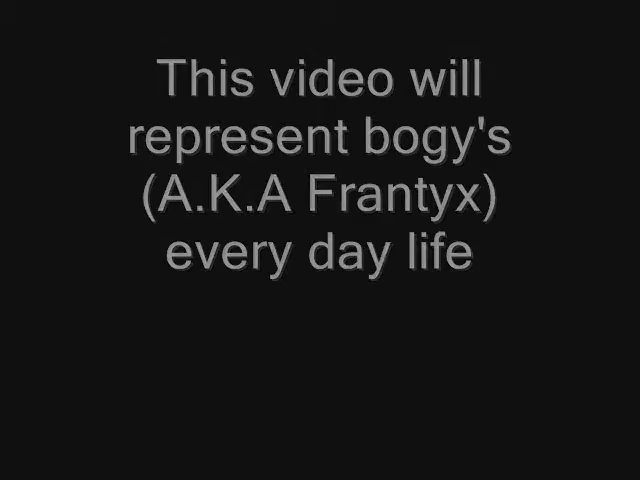 This video will
represent bogy's
(A.K.A Frantyx)
every day life